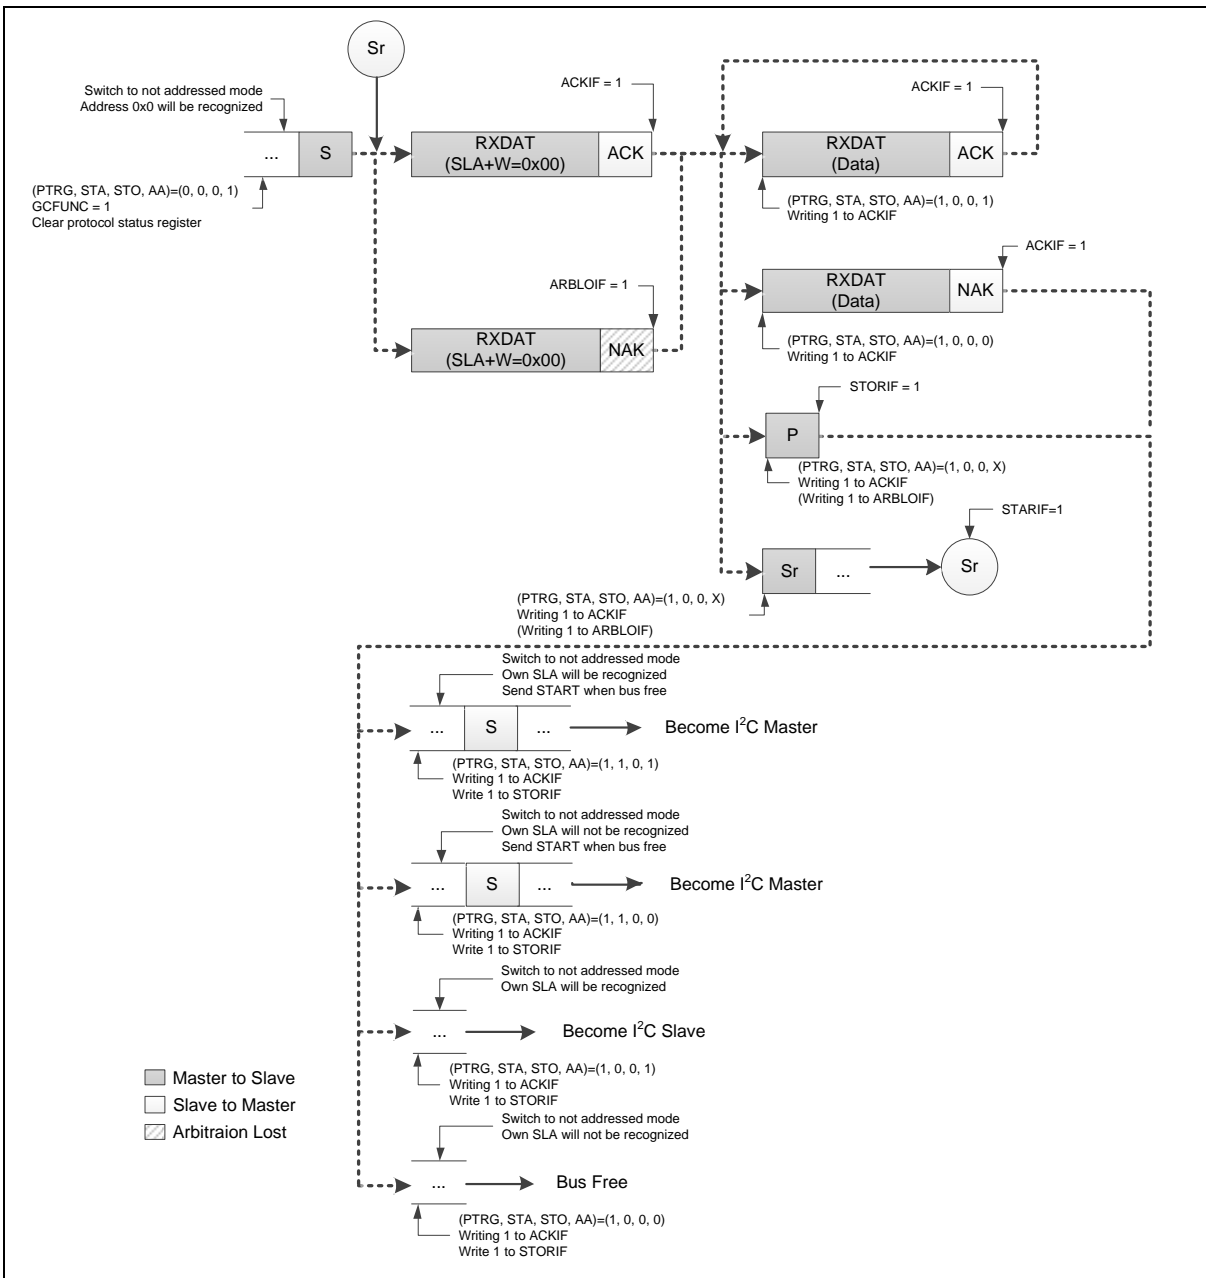 Sr
Switch to not addressed mode
Address 0x0 will be recognized
ACKIF = 1
ACKIF = 1
...
S
RXDAT
(SLA+W=0x00)
ACK
RXDAT
(Data)
ACK
(PTRG, STA, STO, AA)=(0, 0, 0, 1)
GCFUNC = 1
Clear protocol status register
(PTRG, STA, STO, AA)=(1, 0, 0, 1)
Writing 1 to ACKIF
ACKIF = 1
ARBLOIF = 1
RXDAT
(Data)
NAK
RXDAT
(SLA+W=0x00)
NAK
(PTRG, STA, STO, AA)=(1, 0, 0, 0)
Writing 1 to ACKIF
STORIF = 1
P
(PTRG, STA, STO, AA)=(1, 0, 0, X)
Writing 1 to ACKIF
(Writing 1 to ARBLOIF)
STARIF=1
Sr
...
Sr
(PTRG, STA, STO, AA)=(1, 0, 0, X)
Writing 1 to ACKIF
(Writing 1 to ARBLOIF)
Switch to not addressed mode
Own SLA will be recognized
Send START when bus free
...
S
...
Become I²C Master
(PTRG, STA, STO, AA)=(1, 1, 0, 1)
Writing 1 to ACKIF
Write 1 to STORIF
Switch to not addressed mode
Own SLA will not be recognized
Send START when bus free
...
S
...
Become I²C Master
(PTRG, STA, STO, AA)=(1, 1, 0, 0)
Writing 1 to ACKIF
Write 1 to STORIF
Switch to not addressed mode
Own SLA will be recognized
...
Become I²C Slave
(PTRG, STA, STO, AA)=(1, 0, 0, 1)
Writing 1 to ACKIF
Write 1 to STORIF
Master to Slave
Slave to Master
Arbitraion Lost
Switch to not addressed mode
Own SLA will not be recognized
...
Bus Free
(PTRG, STA, STO, AA)=(1, 0, 0, 0)
Writing 1 to ACKIF
Write 1 to STORIF